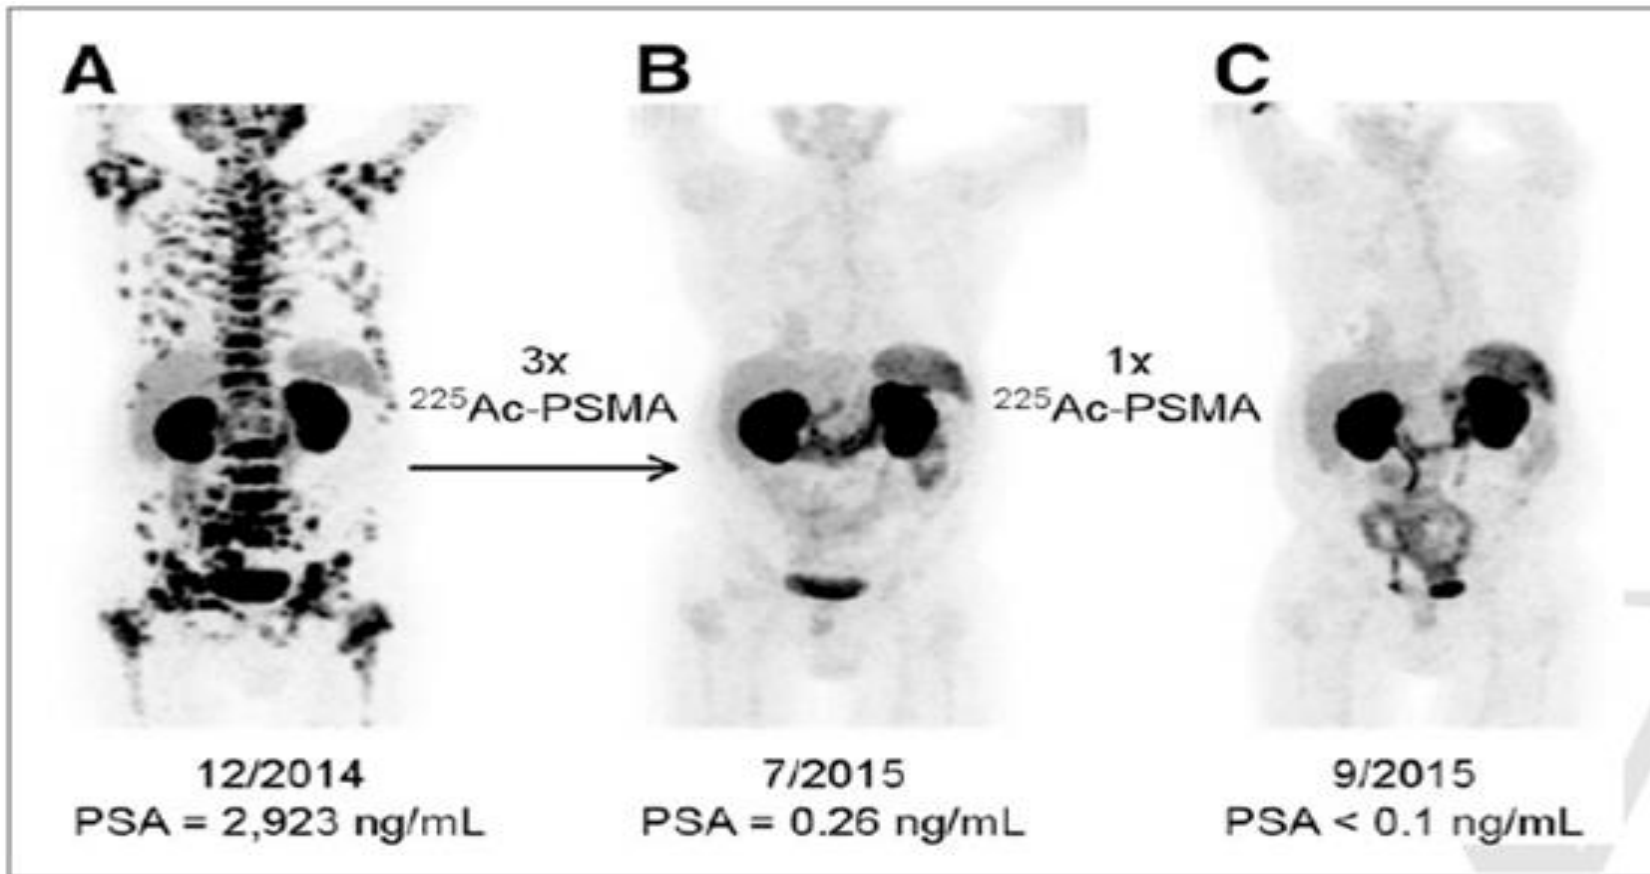 A
B
C
3x
²²⁵Ac-PSMA
1x
²²⁵Ac-PSMA
12/2014
PSA = 2,923 ng/mL
7/2015
PSA = 0.26 ng/mL
9/2015
PSA < 0.1 ng/mL